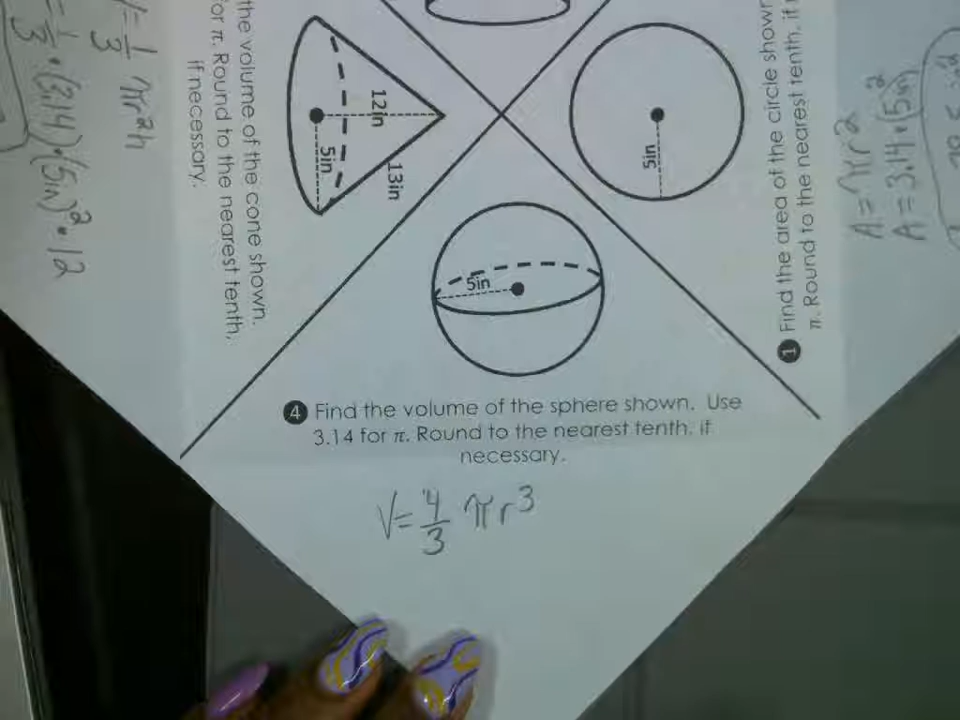 5in
4 Find the volume of the sphere shown. Use
3.14 for π. Round to the nearest tenth, if
necessary.
V=4/3 πr³
the volume of the cone shown.
for π. Round to the nearest tenth,
if necessary.
12in
13in
5in
1/3 πr²h
= 1/3 • (3.14) • (5in)² • 12
1 Find the area of the circle shown
π. Round to the nearest tenth, if
5in
A = πr²
A = 3.14 • (5in)²